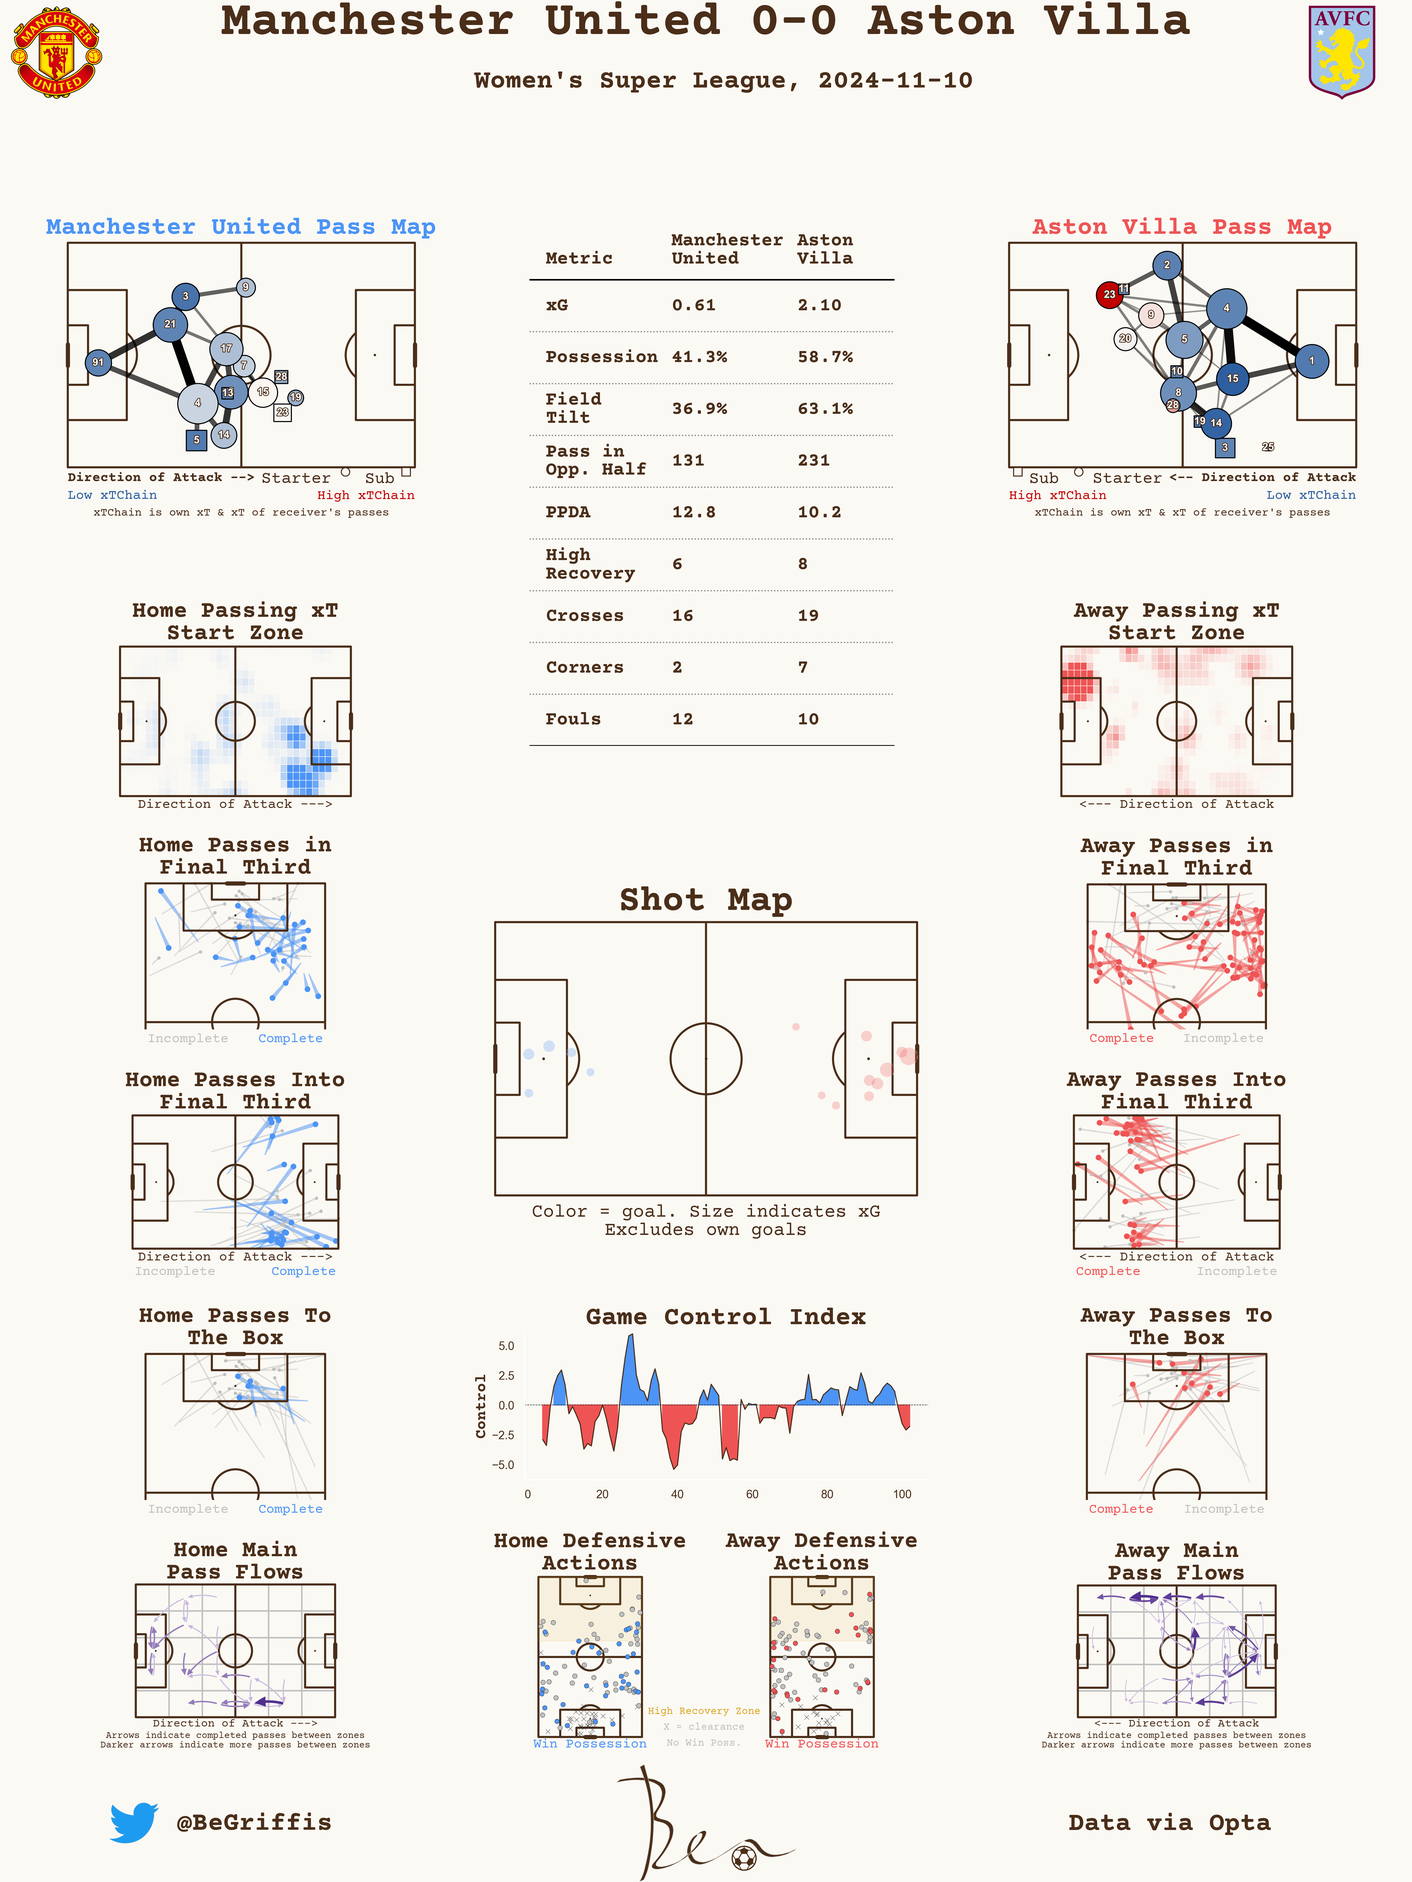 Manchester United 0-0 Aston Villa
Women's Super League, 2024-11-10
MANCHESTER
UNITED
AVFC
Manchester United Pass Map
3
9
21
17
91
7
28
13
15
19
4
23
5
14
Direction of Attack --> Starter Sub
Low xTChain High xTChain
xTChain is own xT & xT of receiver's passes
Metric Manchester United Aston Villa
xG 0.61 2.10
Possession 41.3% 58.7%
Field Tilt 36.9% 63.1%
Pass in Opp. Half 131 231
PPDA 12.8 10.2
High Recovery 6 8
Crosses 16 19
Corners 2 7
Fouls 12 10
Aston Villa Pass Map
2
23
11
9
4
20
5
1
10
15
8
28
19
14
3
25
Sub Starter <-- Direction of Attack
High xTChain Low xTChain
xTChain is own xT & xT of receiver's passes
Home Passing xT
Start Zone
Direction of Attack --->
Away Passing xT
Start Zone
<--- Direction of Attack
Home Passes in
Final Third
Incomplete Complete
Away Passes in
Final Third
Complete Incomplete
Shot Map
Color = goal. Size indicates xG
Excludes own goals
Home Passes Into
Final Third
Direction of Attack --->
Incomplete Complete
Away Passes Into
Final Third
<--- Direction of Attack
Complete Incomplete
Home Passes To
The Box
Incomplete Complete
Game Control Index
Control
5.0
2.5
0.0
−2.5
−5.0
0 20 40 60 80 100
Away Passes To
The Box
Complete Incomplete
Home Main
Pass Flows
Direction of Attack --->
Arrows indicate completed passes between zones
Darker arrows indicate more passes between zones
Home Defensive
Actions
Win Possession
Away Defensive
Actions
Win Possession
High Recovery Zone
X = clearance
No Win Poss.
Away Main
Pass Flows
<--- Direction of Attack
Arrows indicate completed passes between zones
Darker arrows indicate more passes between zones
@BeGriffis
Ben
Data via Opta